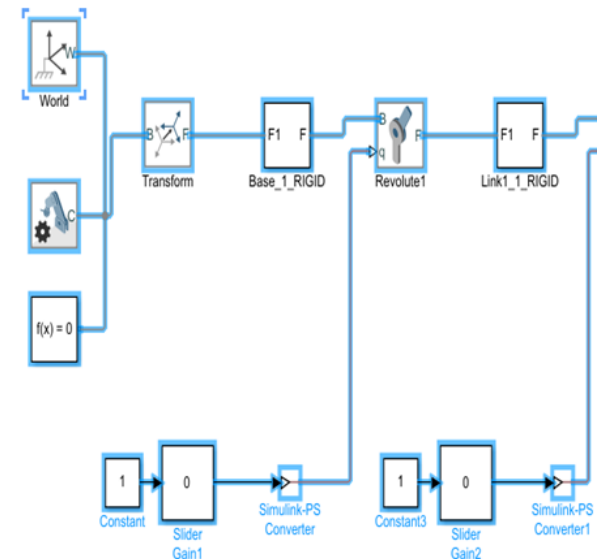 W
World
B F
Transform
F1 F
Base_1_RIGID
B
q
F
Revolute1
F1 F
Link1_1_RIGID
C
f(x) = 0
1
Constant
0
Slider
Gain1
Simulink-PS
Converter
1
Constant3
0
Slider
Gain2
Simulink-PS
Converter1